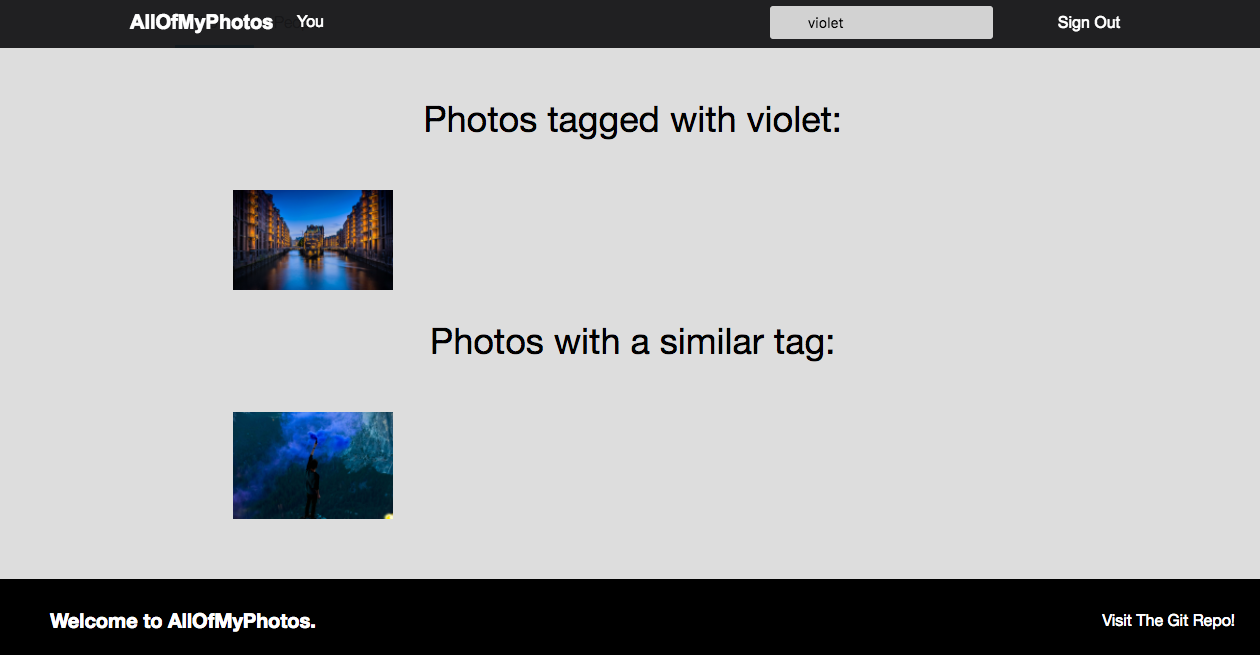 AllOfMyPhotos You violet Sign Out
Photos tagged with violet:
Photos with a similar tag:
Welcome to AllOfMyPhotos. Visit The Git Repo!